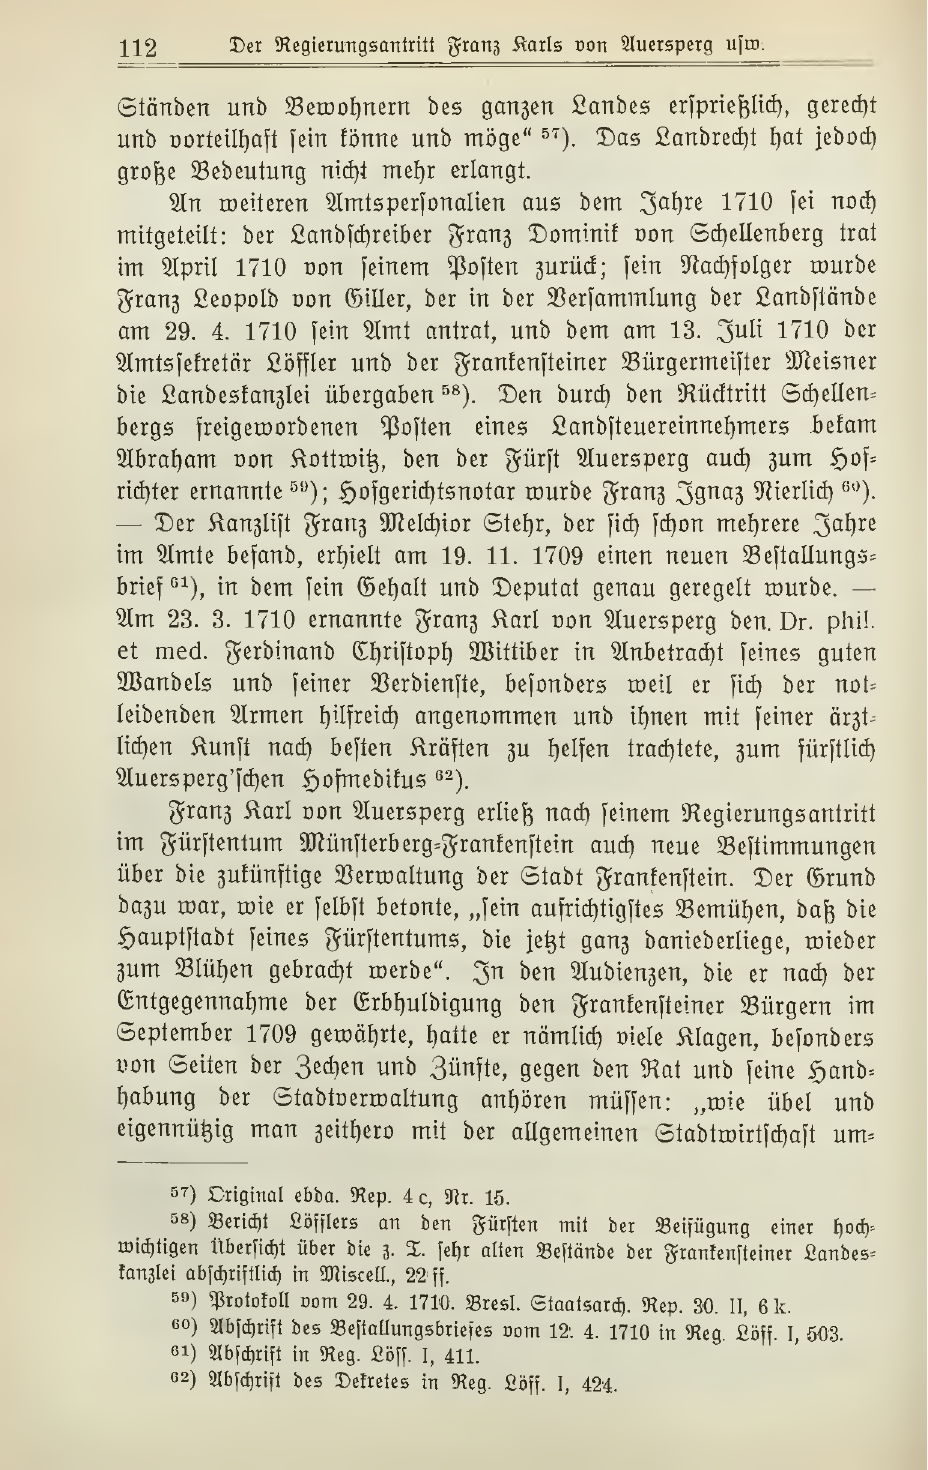 112 Der Regierungsantritt Franz Karls von Auersperg usw.
Ständen und Bewohnern des ganzen Landes ersprießlich, gerecht
und vorteilhaft sein könne und möge“ ⁵⁷). Das Landrecht hat jedoch
große Bedeutung nicht mehr erlangt.
An weiteren Amtspersonalien aus dem Jahre 1710 sei noch
mitgeteilt: der Landschreiber Franz Dominik von Schellenberg trat
im April 1710 von seinem Posten zurück; sein Nachfolger wurde
Franz Leopold von Giller, der in der Versammlung der Landstände
am 29. 4. 1710 sein Amt antrat, und dem am 13. Juli 1710 der
Amtssekretär Löffler und der Frankensteiner Bürgermeister Meisner
die Landeskanzlei übergaben ⁵⁸). Den durch den Rücktritt Schellen-
bergs freigewordenen Posten eines Landsteuereinnehmers bekam
Abraham von Kottwitz, den der Fürst Auersperg auch zum Hof-
richter ernannte ⁵⁹); Hofgerichtsnotar wurde Franz Ignaz Nierlich ⁶⁰).
— Der Kanzlist Franz Melchior Stehr, der sich schon mehrere Jahre
im Amte befand, erhielt am 19. 11. 1709 einen neuen Bestallungs-
brief ⁶¹), in dem sein Gehalt und Deputat genau geregelt wurde. —
Am 23. 3. 1710 ernannte Franz Karl von Auersperg den Dr. phil.
et med. Ferdinand Christoph Wittiber in Anbetracht seines guten
Wandels und seiner Verdienste, besonders weil er sich der not-
leidenden Armen hilfreich angenommen und ihnen mit seiner ärzt-
lichen Kunst nach besten Kräften zu helfen trachtete, zum fürstlich
Auersperg'schen Hofmedikus ⁶²).
Franz Karl von Auersperg erließ nach seinem Regierungsantritt
im Fürstentum Münsterberg-Frankenstein auch neue Bestimmungen
über die zukünftige Verwaltung der Stadt Frankenstein. Der Grund
dazu war, wie er selbst betonte, „sein aufrichtigstes Bemühen, daß die
Hauptstadt seines Fürstentums, die jetzt ganz daniederliege, wieder
zum Blühen gebracht werde“. In den Audienzen, die er nach der
Entgegennahme der Erbhuldigung den Frankensteiner Bürgern im
September 1709 gewährte, hatte er nämlich viele Klagen, besonders
von Seiten der Zechen und Zünfte, gegen den Rat und seine Hand-
habung der Stadtverwaltung anhören müssen: „wie übel und
eigennützig man zeithero mit der allgemeinen Stadtwirtschaft um-
⁵⁷) Original ebda. Rep. 4 c, Nr. 15.
⁵⁸) Bericht Löfflers an den Fürsten mit der Beifügung einer hoch-
wichtigen Übersicht über die z. T. sehr alten Bestände der Frankensteiner Landes-
kanzlei abschriftlich in Miscell., 22 ff.
⁵⁹) Protokoll vom 29. 4. 1710. Bresl. Staatsarch. Rep. 30. II, 6 k.
⁶⁰) Abschrift des Bestallungsbriefes vom 12. 4. 1710 in Reg. Löff. I, 503.
⁶¹) Abschrift in Reg. Löff. I, 411.
⁶²) Abschrift des Dekretes in Reg. Löff. I, 424.